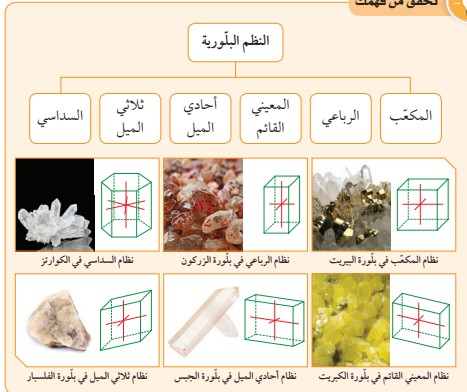 تحقق من فهمك
النظم البلّورية
المكعّب
الرباعي
المعيني القائم
أحادي الميل
ثلاثي الميل
السداسي
نظام المكعب في بلّورة البيريت
نظام الرباعي في بلّورة الزركون
نظام السداسي في الكوارتز
نظام المعيني القائم في بلّورة الكبريت
نظام أحادي الميل في بلّورة الجبس
نظام ثلاثي الميل في بلّورة الفلسبار